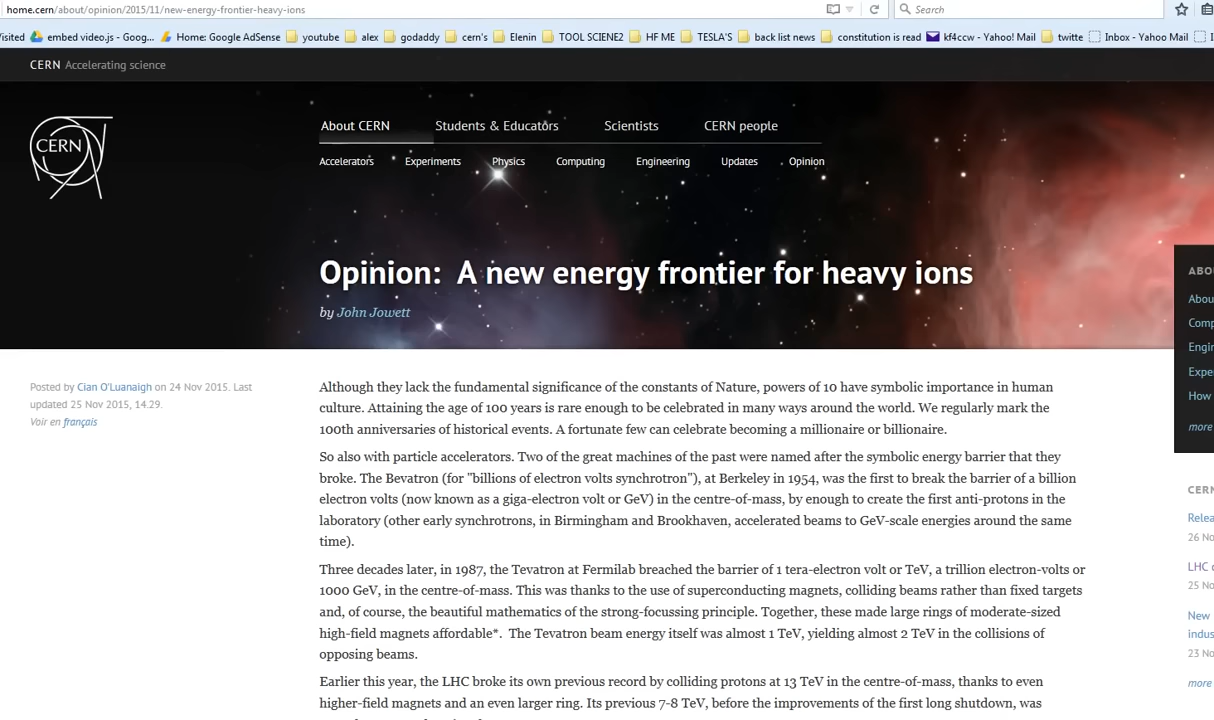 home.cern/about/opinion/2015/11/new-energy-frontier-heavy-ions
Search
isited embed video.js - Goog... Home: Google AdSense youtube alex godaddy cern's Elenin TOOL SCIENE2 HF ME TESLA'S back list news constitution is read kf4ccw - Yahoo! Mail twitte Inbox - Yahoo Mail
CERN Accelerating science
CERN
About CERN Students & Educators Scientists CERN people
Accelerators Experiments Physics Computing Engineering Updates Opinion
Opinion: A new energy frontier for heavy ions
by John Jowett
Posted by Cian O'Luanaigh on 24 Nov 2015. Last
updated 25 Nov 2015, 14.29.
Voir en français
Although they lack the fundamental significance of the constants of Nature, powers of 10 have symbolic importance in human
culture. Attaining the age of 100 years is rare enough to be celebrated in many ways around the world. We regularly mark the
100th anniversaries of historical events. A fortunate few can celebrate becoming a millionaire or billionaire.
So also with particle accelerators. Two of the great machines of the past were named after the symbolic energy barrier that they
broke. The Bevatron (for "billions of electron volts synchrotron"), at Berkeley in 1954, was the first to break the barrier of a billion
electron volts (now known as a giga-electron volt or GeV) in the centre-of-mass, by enough to create the first anti-protons in the
laboratory (other early synchrotrons, in Birmingham and Brookhaven, accelerated beams to GeV-scale energies around the same
time).
Three decades later, in 1987, the Tevatron at Fermilab breached the barrier of 1 tera-electron volt or TeV, a trillion electron-volts or
1000 GeV, in the centre-of-mass. This was thanks to the use of superconducting magnets, colliding beams rather than fixed targets
and, of course, the beautiful mathematics of the strong-focussing principle. Together, these made large rings of moderate-sized
high-field magnets affordable*. The Tevatron beam energy itself was almost 1 TeV, yielding almost 2 TeV in the collisions of
opposing beams.
Earlier this year, the LHC broke its own previous record by colliding protons at 13 TeV in the centre-of-mass, thanks to even
higher-field magnets and an even larger ring. Its previous 7-8 TeV, before the improvements of the first long shutdown, was
ABO
Abou
Comp
Engin
Exper
How
more
CERN
Relea
26 No
LHC
25 No
New
indus
23 No
more